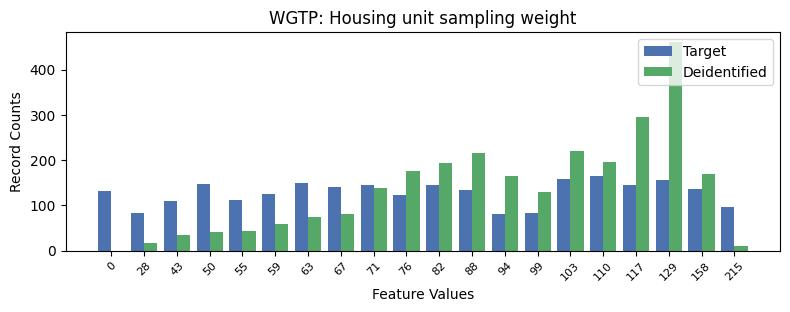 WGTP: Housing unit sampling weight
Target
Deidentified
Record Counts
400
300
200
100
0
0 28 43 50 55 59 63 67 71 76 82 88 94 99 103 110 117 129 158 215
Feature Values